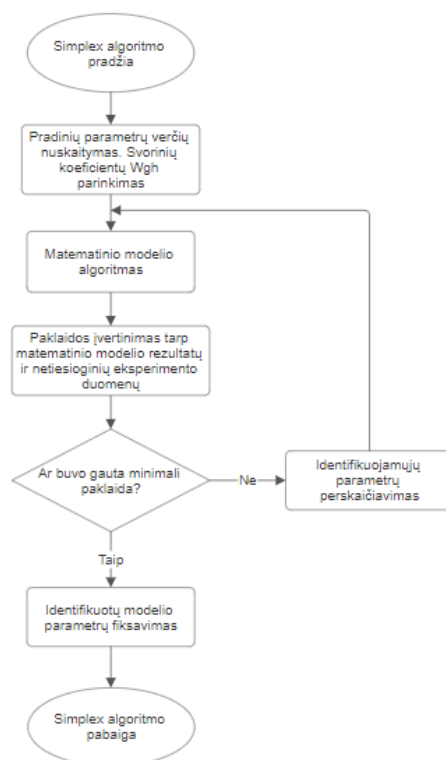 Simplex algoritmo
pradžia
Pradinių parametrų verčių
nuskaitymas. Svorinių
koeficientų Wgh
parinkimas
Matematinio modelio
algoritmas
Paklaidos įvertinimas tarp
matematinio modelio rezultatų
ir netiesioginių eksperimento
duomenų
Ar buvo gauta minimali
paklaida?
Ne
Identifikuojamųjų
parametrų
perskaičiavimas
Taip
Identifikuotų modelio
parametrų fiksavimas
Simplex algoritmo
pabaiga